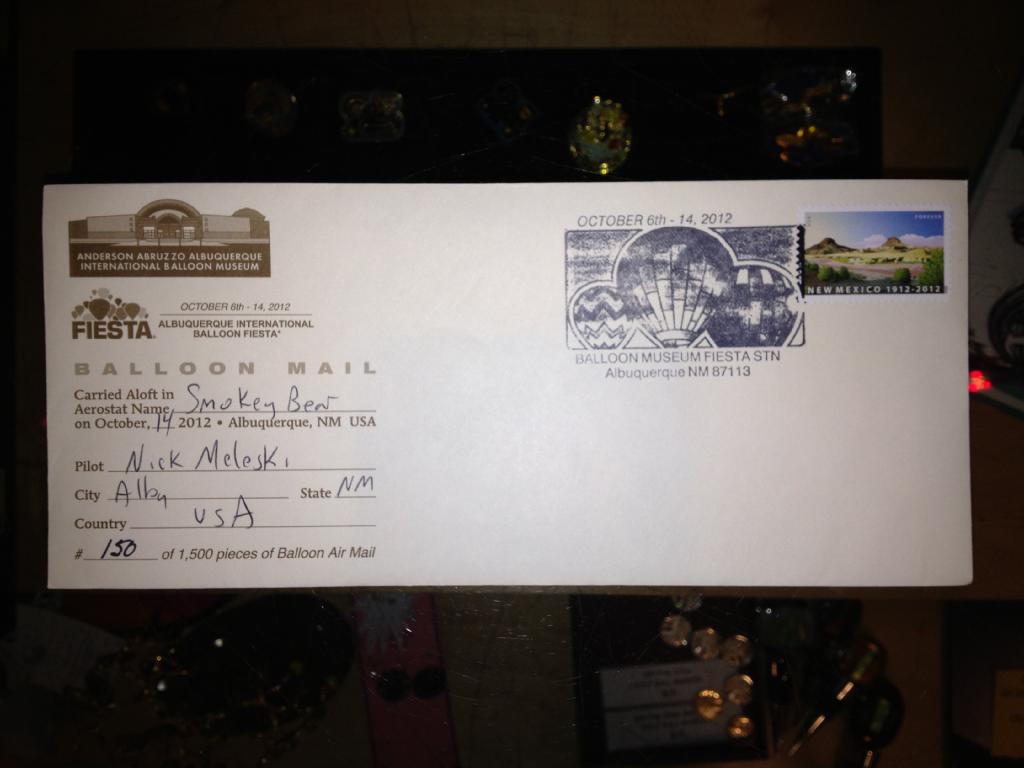 ANDERSON ABRUZZO ALBUQUERQUE
INTERNATIONAL BALLOON MUSEUM
FIESTA
OCTOBER 6th - 14, 2012
ALBUQUERQUE INTERNATIONAL
BALLOON FIESTA®
BALLOON MAIL
Carried Aloft in
Aerostat Name Smokey Bear
on October, 14 2012 • Albuquerque, NM USA
Pilot Nick Meleski
City Albq State NM
Country USA
# 150 of 1,500 pieces of Balloon Air Mail
OCTOBER 6th - 14, 2012
BALLOON MUSEUM FIESTA STN
Albuquerque NM 87113
FOREVER
NEW MEXICO 1912-2012